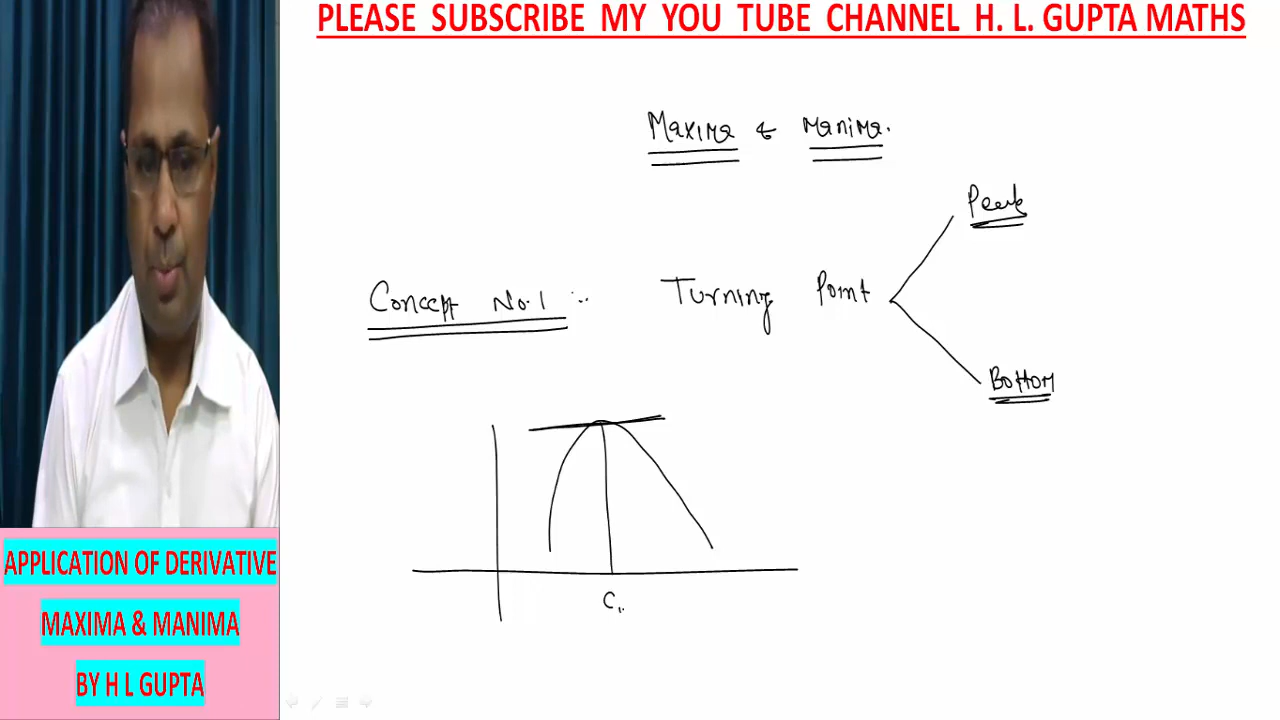 PLEASE SUBSCRIBE MY YOU TUBE CHANNEL H. L. GUPTA MATHS
Maxima & Manima.
Peak
Concept No.1 :- Turning Point
Bottom
C
APPLICATION OF DERIVATIVE
MAXIMA & MANIMA
BY H L GUPTA